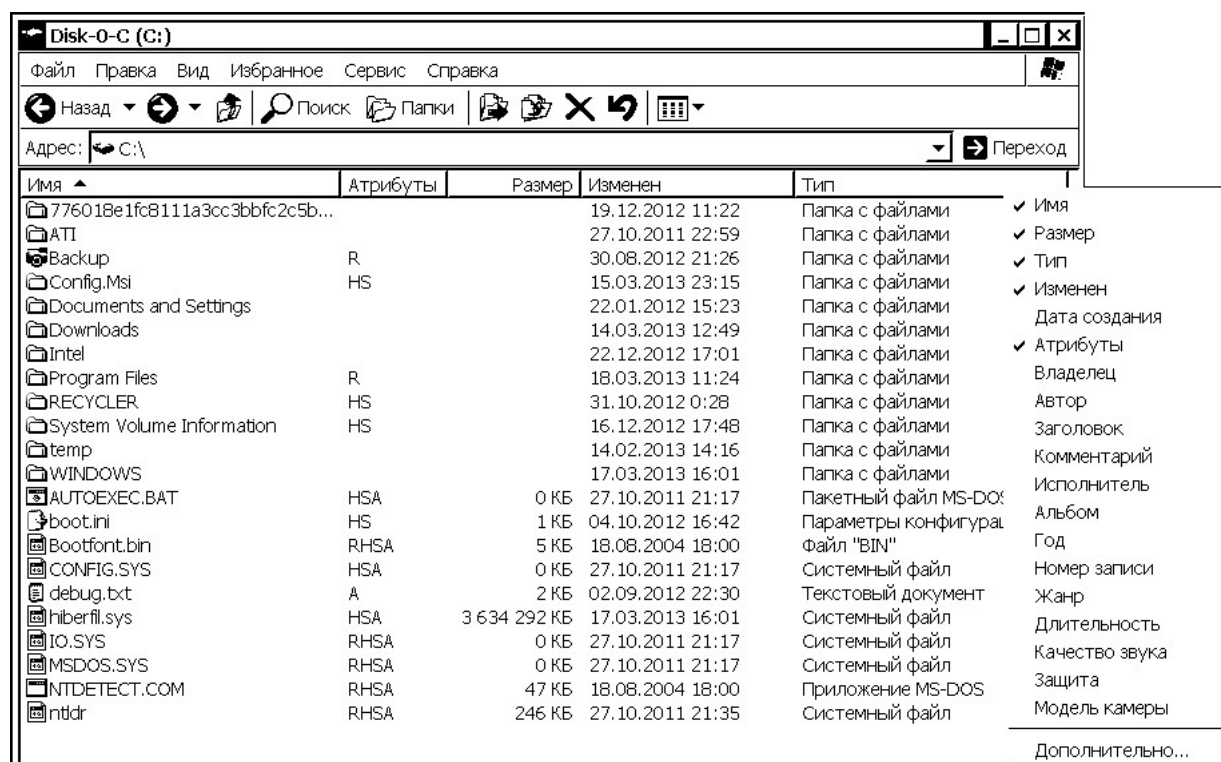 Disk-0-C (C:)
Файл Правка Вид Избранное Сервис Справка
Назад Поиск Папки
Адрес: C:\ Переход
Имя Атрибуты Размер Изменен Тип
776018e1fc8111a3cc3bbfc2c5b... 19.12.2012 11:22 Папка с файлами
ATI 27.10.2011 22:59 Папка с файлами
Backup R 30.08.2012 21:26 Папка с файлами
Config.Msi HS 15.03.2013 23:15 Папка с файлами
Documents and Settings 22.01.2012 15:23 Папка с файлами
Downloads 14.03.2013 12:49 Папка с файлами
Intel 22.12.2012 17:01 Папка с файлами
Program Files R 18.03.2013 11:24 Папка с файлами
RECYCLER HS 31.10.2012 0:28 Папка с файлами
System Volume Information HS 16.12.2012 17:48 Папка с файлами
temp 14.02.2013 14:16 Папка с файлами
WINDOWS 17.03.2013 16:01 Папка с файлами
AUTOEXEC.BAT HSA 0 КБ 27.10.2011 21:17 Пакетный файл MS-DOS
boot.ini HS 1 КБ 04.10.2012 16:42 Параметры конфигурац
Bootfont.bin RHSA 5 КБ 18.08.2004 18:00 Файл "BIN"
CONFIG.SYS HSA 0 КБ 27.10.2011 21:17 Системный файл
debug.txt A 2 КБ 02.09.2012 22:30 Текстовый документ
hiberfil.sys HSA 3 634 292 КБ 17.03.2013 16:01 Системный файл
IO.SYS RHSA 0 КБ 27.10.2011 21:17 Системный файл
MSDOS.SYS RHSA 0 КБ 27.10.2011 21:17 Системный файл
NTDETECT.COM RHSA 47 КБ 18.08.2004 18:00 Приложение MS-DOS
ntldr RHSA 246 КБ 27.10.2011 21:35 Системный файл
Имя
Размер
Тип
Изменен
Дата создания
Атрибуты
Владелец
Автор
Заголовок
Комментарий
Исполнитель
Альбом
Год
Номер записи
Жанр
Длительность
Качество звука
Защита
Модель камеры
Дополнительно...